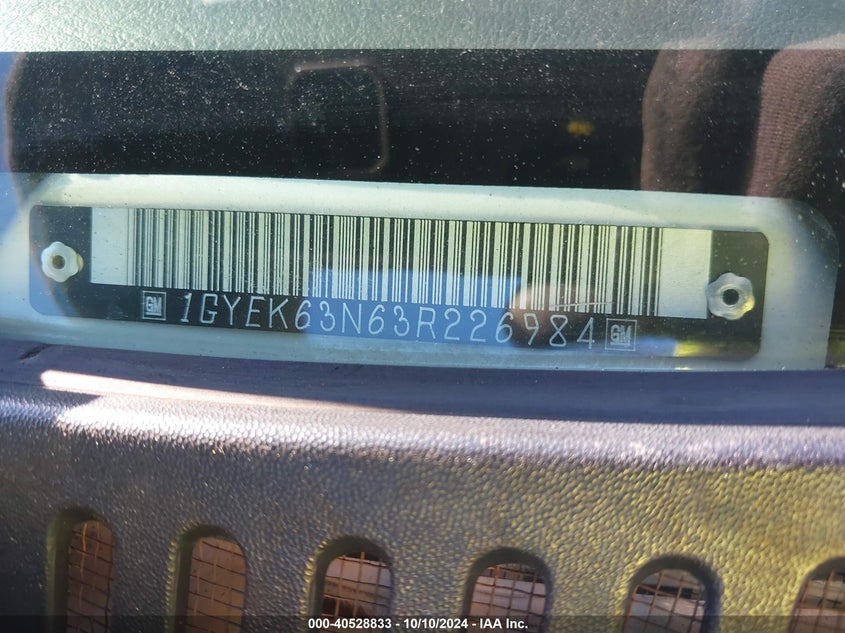 GM 1GYEK63N63R226984 GM
000-40528833 - 10/10/2024 - IAA Inc.